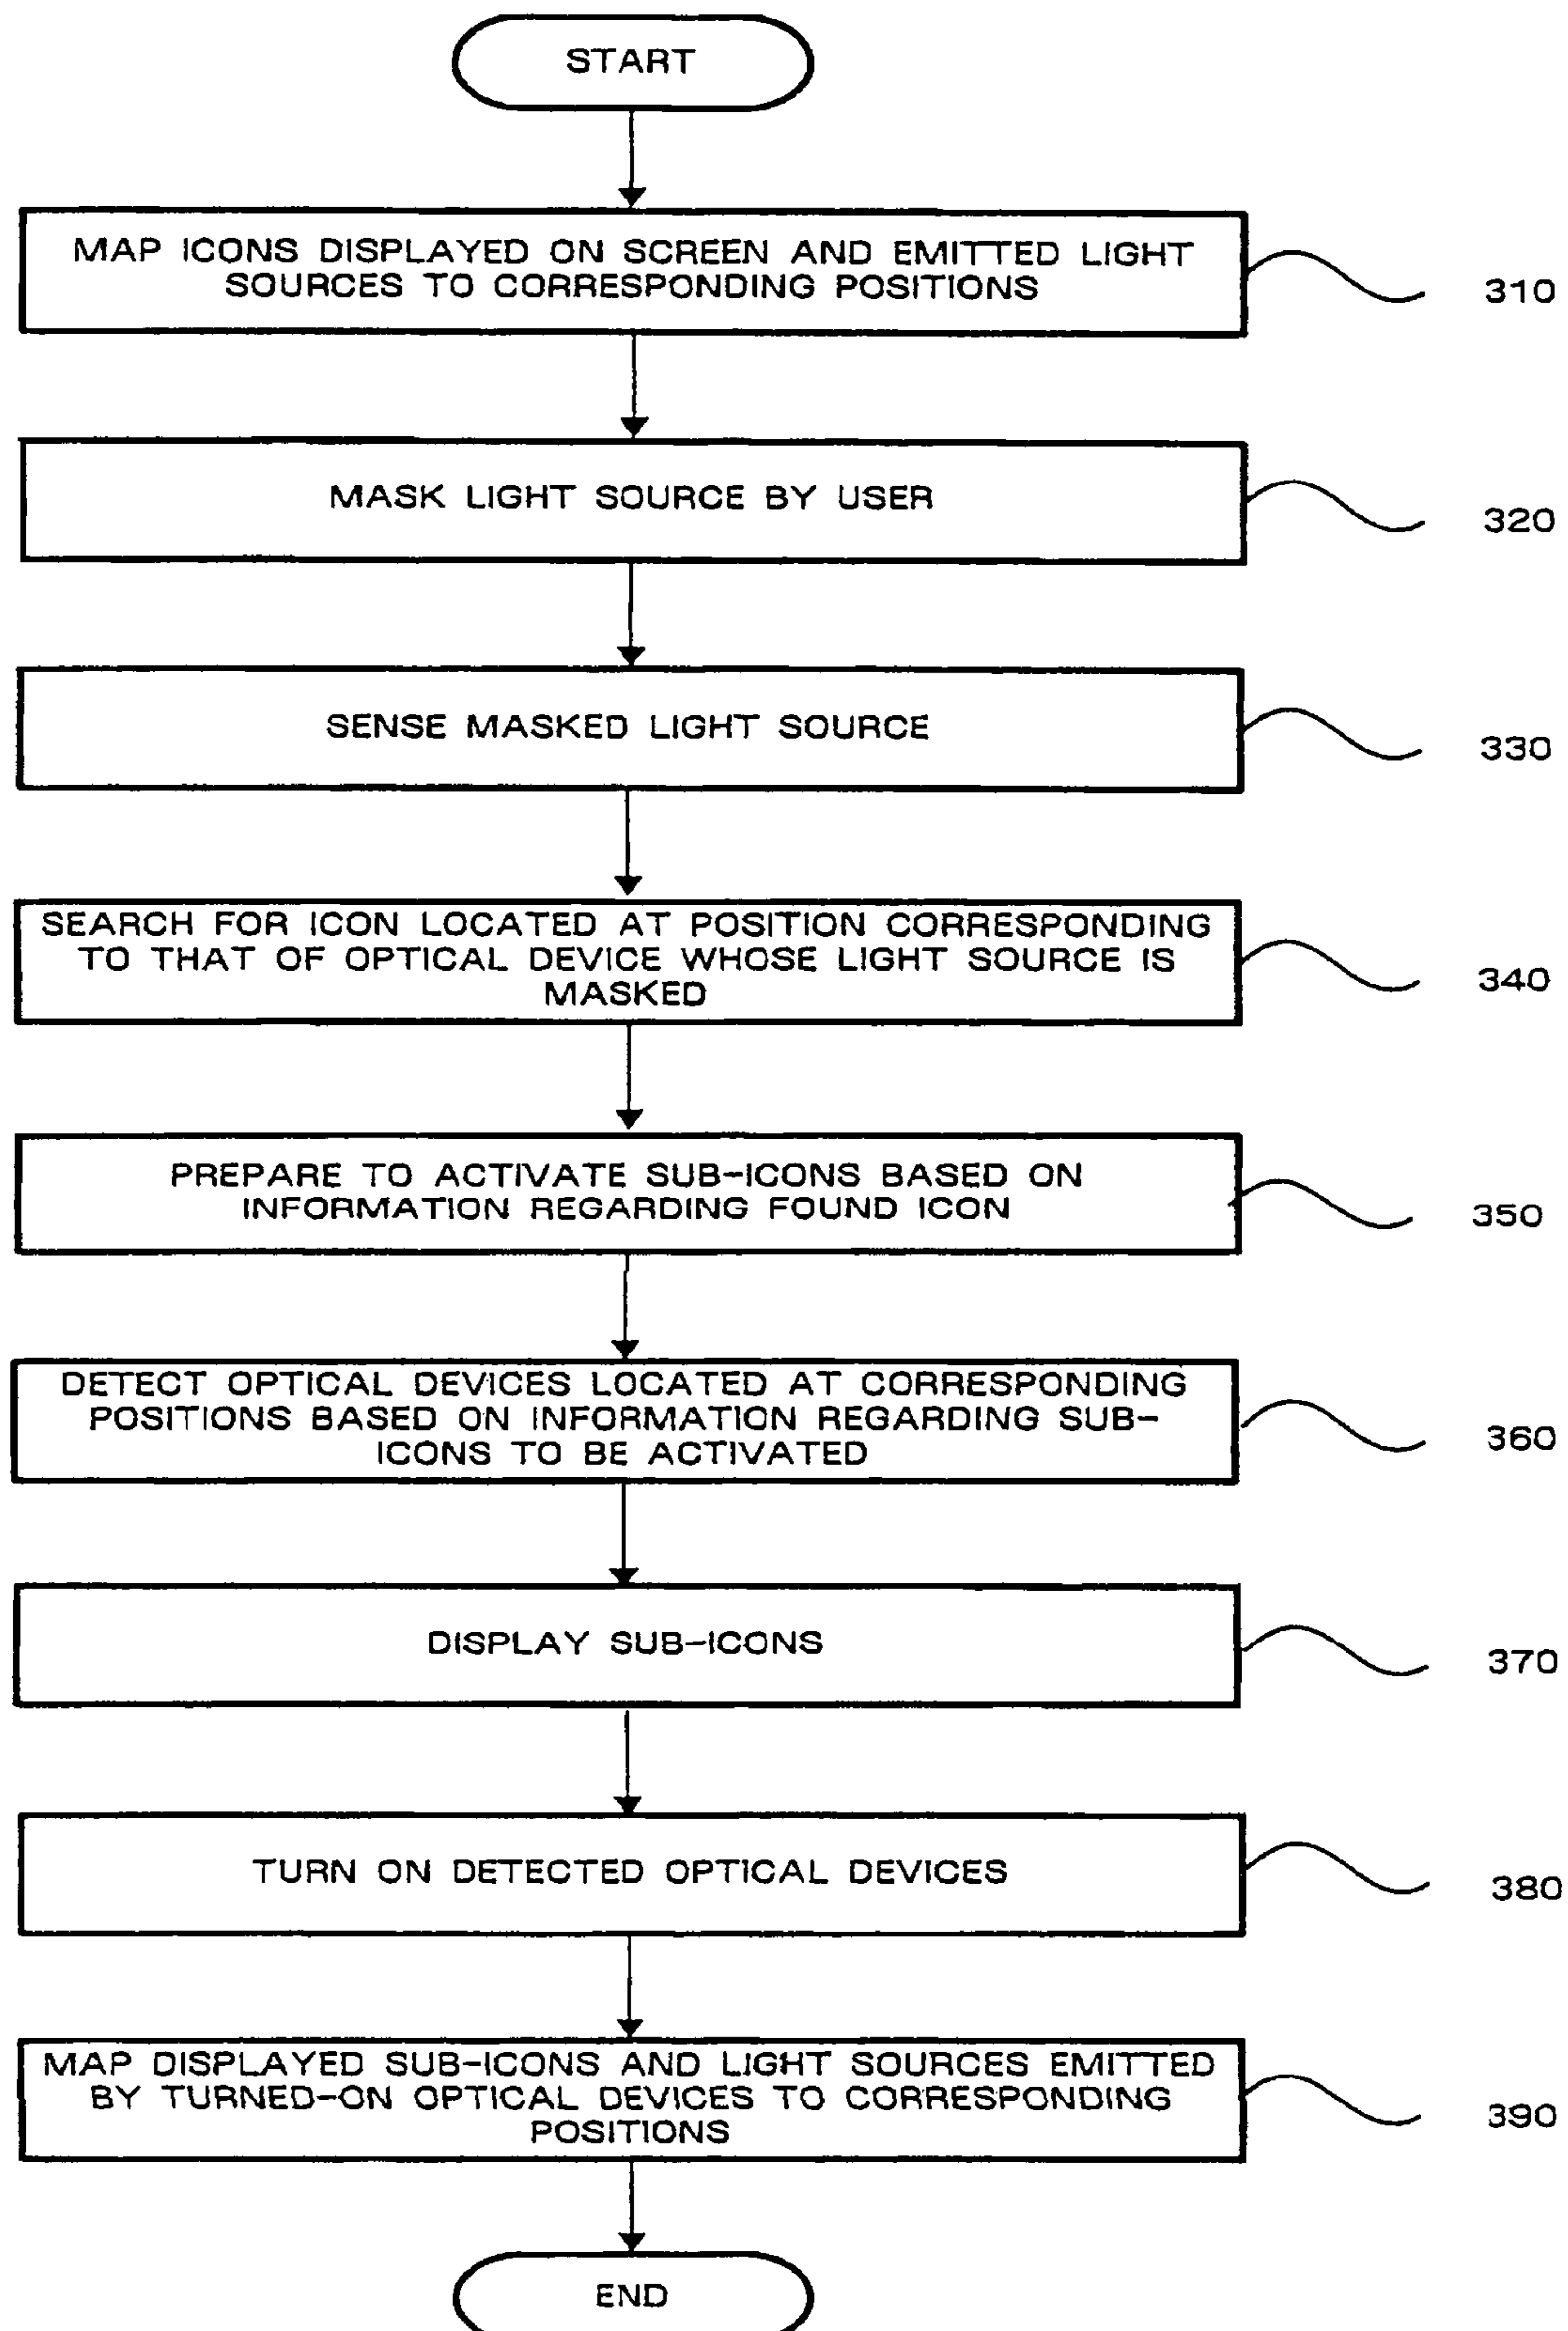 START
MAP ICONS DISPLAYED ON SCREEN AND EMITTED LIGHT
SOURCES TO CORRESPONDING POSITIONS
310
MASK LIGHT SOURCE BY USER
320
SENSE MASKED LIGHT SOURCE
330
SEARCH FOR ICON LOCATED AT POSITION CORRESPONDING
TO THAT OF OPTICAL DEVICE WHOSE LIGHT SOURCE IS
MASKED
340
PREPARE TO ACTIVATE SUB-ICONS BASED ON
INFORMATION REGARDING FOUND ICON
350
DETECT OPTICAL DEVICES LOCATED AT CORRESPONDING
POSITIONS BASED ON INFORMATION REGARDING SUB-
ICONS TO BE ACTIVATED
360
DISPLAY SUB-ICONS
370
TURN ON DETECTED OPTICAL DEVICES
380
MAP DISPLAYED SUB-ICONS AND LIGHT SOURCES EMITTED
BY TURNED-ON OPTICAL DEVICES TO CORRESPONDING
POSITIONS
390
END